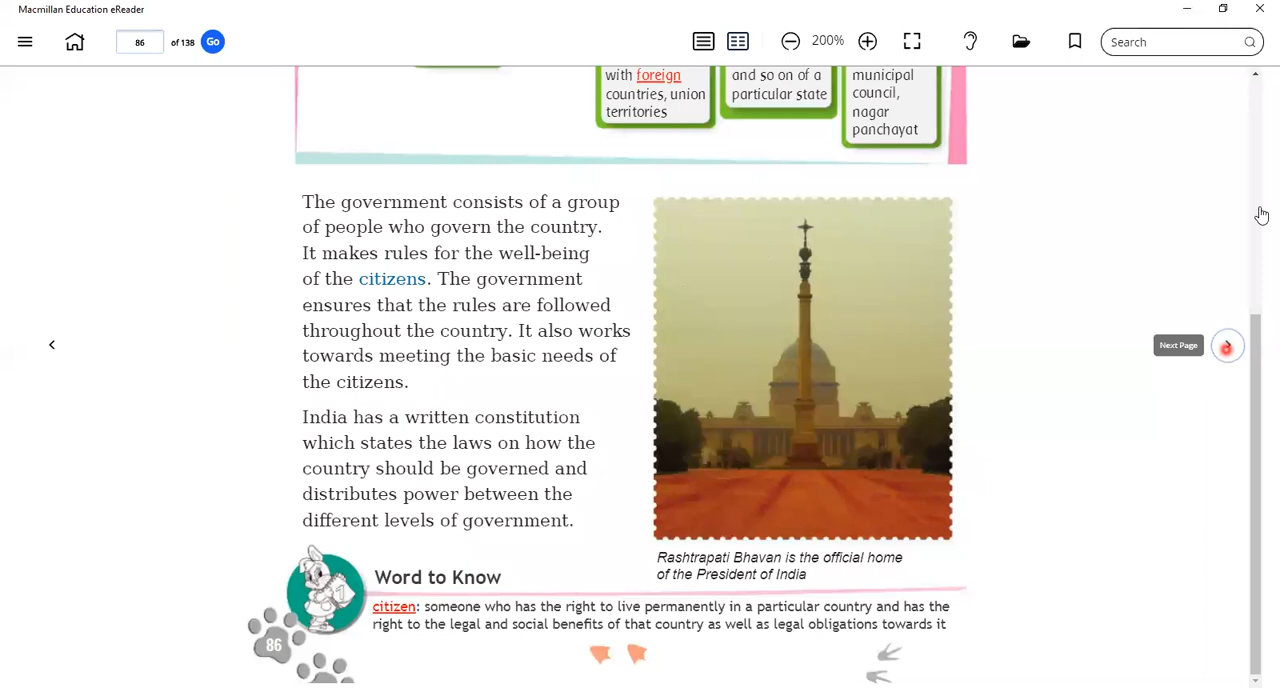 Macmillan Education eReader
86
of 138
Go
200%
Search
with foreign
countries, union
territories
and so on of a
particular state
municipal
council,
nagar
panchayat
The government consists of a group
of people who govern the country.
It makes rules for the well-being
of the citizens. The government
ensures that the rules are followed
throughout the country. It also works
towards meeting the basic needs of
the citizens.
India has a written constitution
which states the laws on how the
country should be governed and
distributes power between the
different levels of government.
Rashtrapati Bhavan is the official home
of the President of India
Next Page
Word to Know
citizen: someone who has the right to live permanently in a particular country and has the
right to the legal and social benefits of that country as well as legal obligations towards it
86